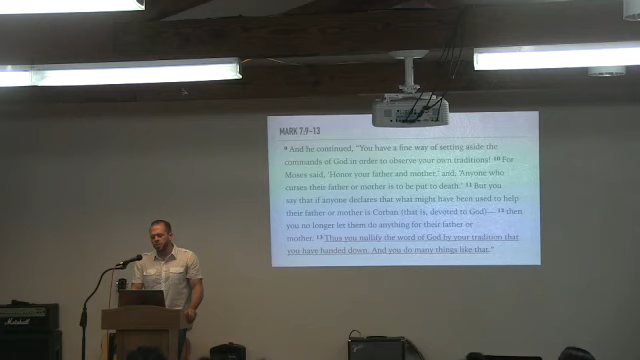 MARK 7.9–13
9 And he continued, "You have a fine way of setting aside the
commands of God in order to observe your own traditions! 10 For
Moses said, 'Honor your father and mother,' and, 'Anyone who
curses their father or mother is to be put to death.' 11 But you
say that if anyone declares that what might have been used to help
their father or mother is Corban (that is, devoted to God)— 12 then
you no longer let them do anything for their father or
mother. 13 Thus you nullify the word of God by your tradition that
you have handed down. And you do many things like that."
Marshall